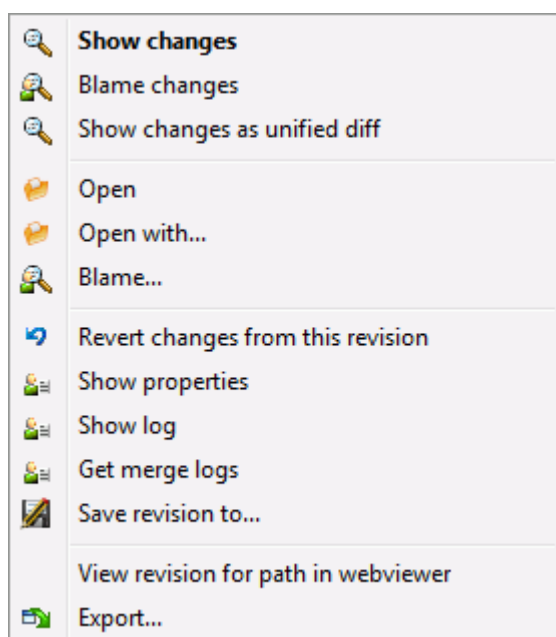 Show changes
Blame changes
Show changes as unified diff
Open
Open with...
Blame...
Revert changes from this revision
Show properties
Show log
Get merge logs
Save revision to...
View revision for path in webviewer
Export...